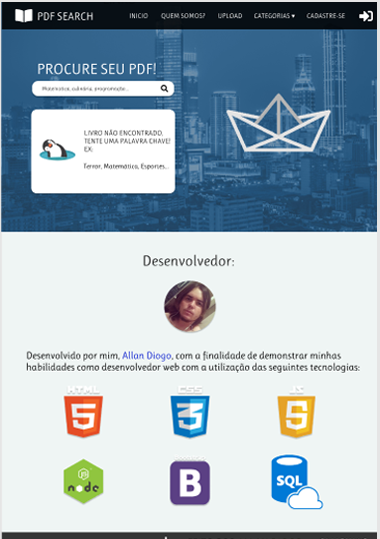 PDF SEARCH
INICIO QUEM SOMOS? UPLOAD CATEGORIAS ▾ CADASTRE-SE
PROCURE SEU PDF!
Matematica, culinária, programação...
LIVRO NÃO ENCONTRADO,
TENTE UMA PALAVRA CHAVE!
EX:
Terror, Matemática, Esportes...
Desenvolvedor:
Desenvolvido por mim, Allan Diogo, com a finalidade de demonstrar minhas
habilidades como desenvolvedor web com a utilização das seguintes tecnologias:
HTML CSS JS
5 3 5
node B SQL